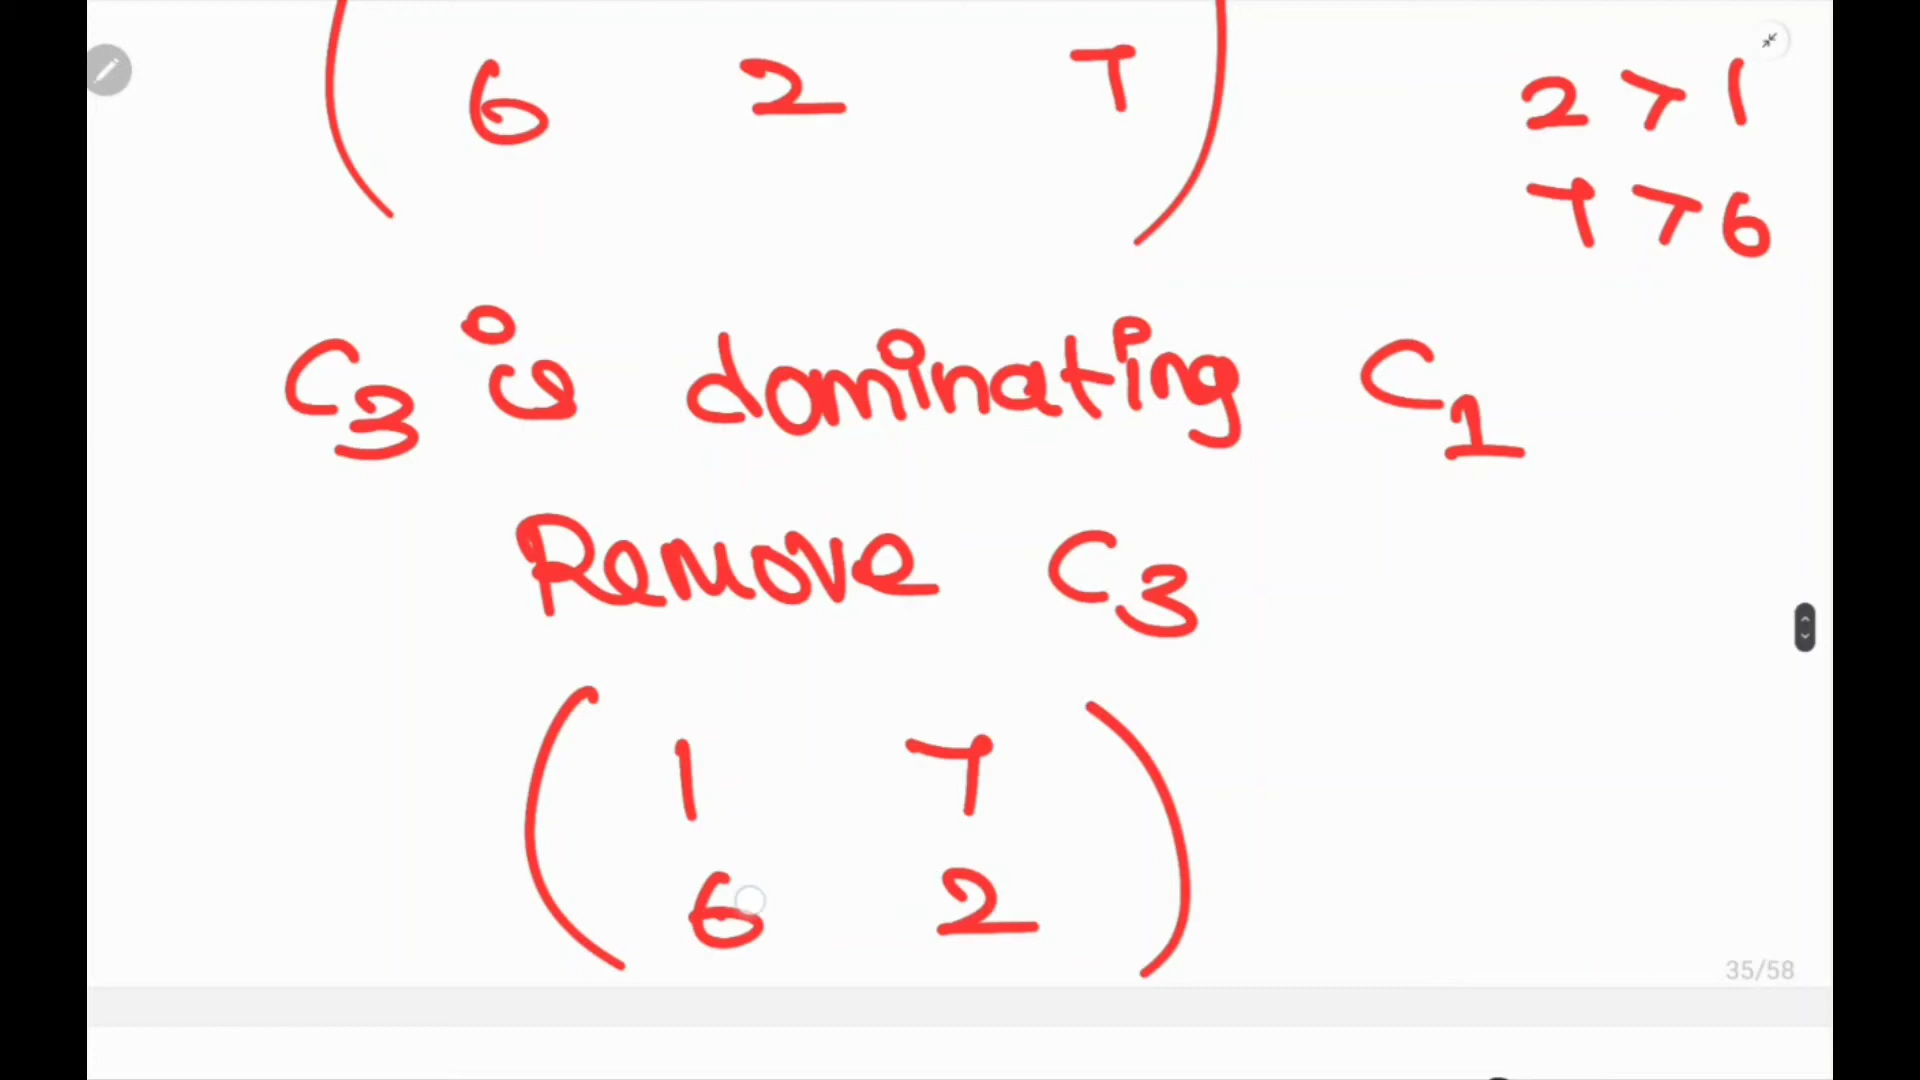 6 2 7
2 > 1
7 > 6
C3 is dominating C1
Remove C3
1 7
6 2
35/58